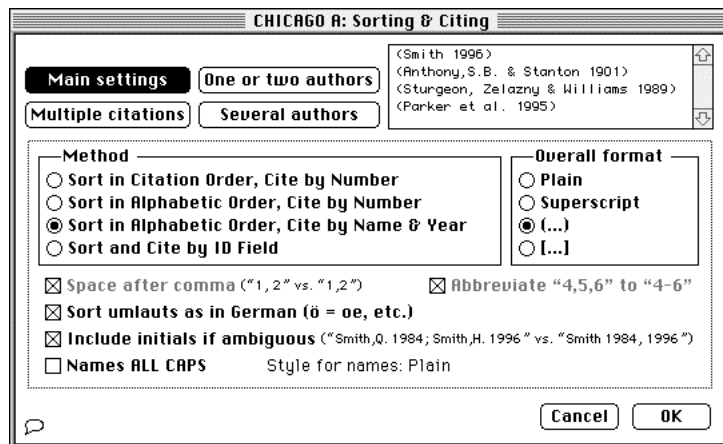 CHICAGO A: Sorting & Citing
Main settings
One or two authors
Multiple citations
Several authors
(Smith 1996)
(Anthony,S.B. & Stanton 1901)
(Sturgeon, Zelazny & Williams 1989)
(Parker et al. 1995)
Method
Sort in Citation Order, Cite by Number
Sort in Alphabetic Order, Cite by Number
Sort in Alphabetic Order, Cite by Name & Year
Sort and Cite by ID Field
Overall format
Plain
Superscript
(...)
[...]
Space after comma ("1, 2" vs. "1,2")
Abbreviate “4,5,6” to “4-6”
Sort umlauts as in German (ö = oe, etc.)
Include initials if ambiguous ("Smith,Q. 1984; Smith,H. 1996" vs. "Smith 1984, 1996")
Names ALL CAPS
Style for names: Plain
Cancel
OK